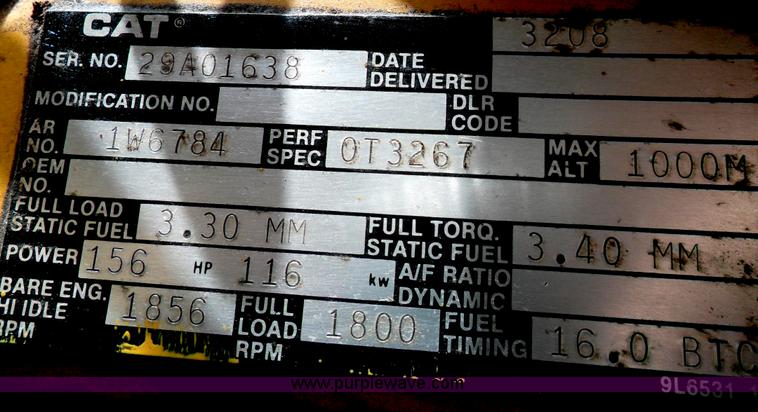 CAT ®
3208
SER. NO. 29A01638 DATE DELIVERED
MODIFICATION NO. DLR CODE
AR NO. 1W6784 PERF SPEC 0T3267 MAX ALT 1000M
OEM NO.
FULL LOAD STATIC FUEL 3.30 MM FULL TORQ. STATIC FUEL 3.40 MM
POWER 156 HP 116 kW A/F RATIO DYNAMIC
BARE ENG. HI IDLE RPM 1856 FULL LOAD RPM 1800 FUEL TIMING 16.0 BTC
www.purplewave.com
9L6531